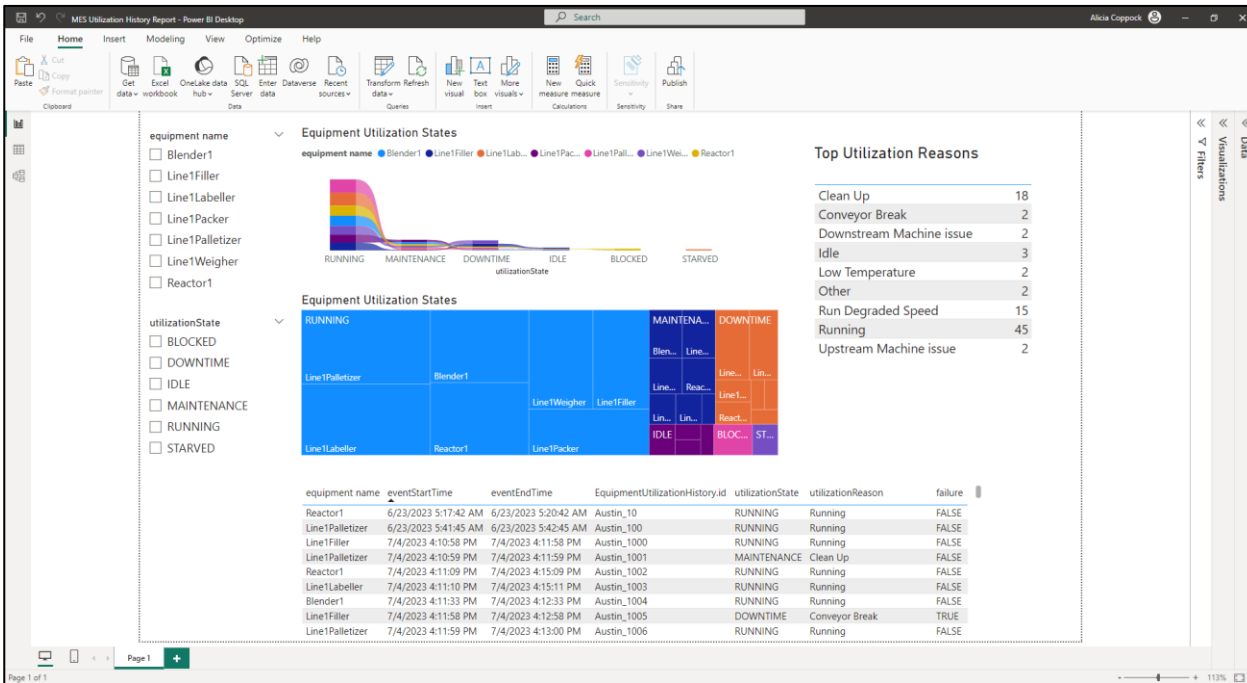 MES Utilization History Report - Power BI Desktop
Search
Alicia Coppock
File Home Insert Modeling View Optimize Help
Paste
Cut
Copy
Format painter
Clipboard
Get data
Excel workbook
OneLake data hub
SQL Server
Enter data
Dataverse
Recent sources
Data
Transform data
Refresh
Queries
New visual
Text box
More visuals
Insert
New measure
Quick measure
Calculations
Sensitivity
Sensitivity
Publish
Share
equipment name
Blender1
Line1Filler
Line1Labeller
Line1Packer
Line1Palletizer
Line1Weigher
Reactor1
utilizationState
BLOCKED
DOWNTIME
IDLE
MAINTENANCE
RUNNING
STARVED
Equipment Utilization States
equipment name Blender1 Line1Filler Line1Lab... Line1Pac... Line1Pall... Line1Wei... Reactor1
RUNNING MAINTENANCE DOWNTIME IDLE BLOCKED STARVED
utilizationState
Equipment Utilization States
RUNNING
Line1Palletizer
Line1Labeller
Blender1
Reactor1
Line1Weigher
Line1Filler
Line1Packer
MAINTENA...
Blen... Line...
Line... Reac...
Lin... Lin...
DOWNTIME
Line... Lin...
Line1...
React...
IDLE
BLOC...
ST...
Top Utilization Reasons
Clean Up 18
Conveyor Break 2
Downstream Machine issue 2
Idle 3
Low Temperature 2
Other 2
Run Degraded Speed 15
Running 45
Upstream Machine issue 2
equipment name eventStartTime eventEndTime EquipmentUtilizationHistory.id utilizationState utilizationReason failure
Reactor1 6/23/2023 5:17:42 AM 6/23/2023 5:20:42 AM Austin_10 RUNNING Running FALSE
Line1Palletizer 6/23/2023 5:41:45 AM 6/23/2023 5:42:45 AM Austin_100 RUNNING Running FALSE
Line1Filler 7/4/2023 4:10:58 PM 7/4/2023 4:11:58 PM Austin_1000 RUNNING Running FALSE
Line1Palletizer 7/4/2023 4:10:59 PM 7/4/2023 4:11:59 PM Austin_1001 MAINTENANCE Clean Up FALSE
Reactor1 7/4/2023 4:11:09 PM 7/4/2023 4:15:09 PM Austin_1002 RUNNING Running FALSE
Line1Labeller 7/4/2023 4:11:10 PM 7/4/2023 4:15:11 PM Austin_1003 RUNNING Running FALSE
Blender1 7/4/2023 4:11:33 PM 7/4/2023 4:12:33 PM Austin_1004 RUNNING Running FALSE
Line1Filler 7/4/2023 4:11:58 PM 7/4/2023 4:12:58 PM Austin_1005 DOWNTIME Conveyor Break TRUE
Line1Palletizer 7/4/2023 4:11:59 PM 7/4/2023 4:13:00 PM Austin_1006 RUNNING Running FALSE
Filters
Visualizations
Data
Page 1
Page 1 of 1
113%